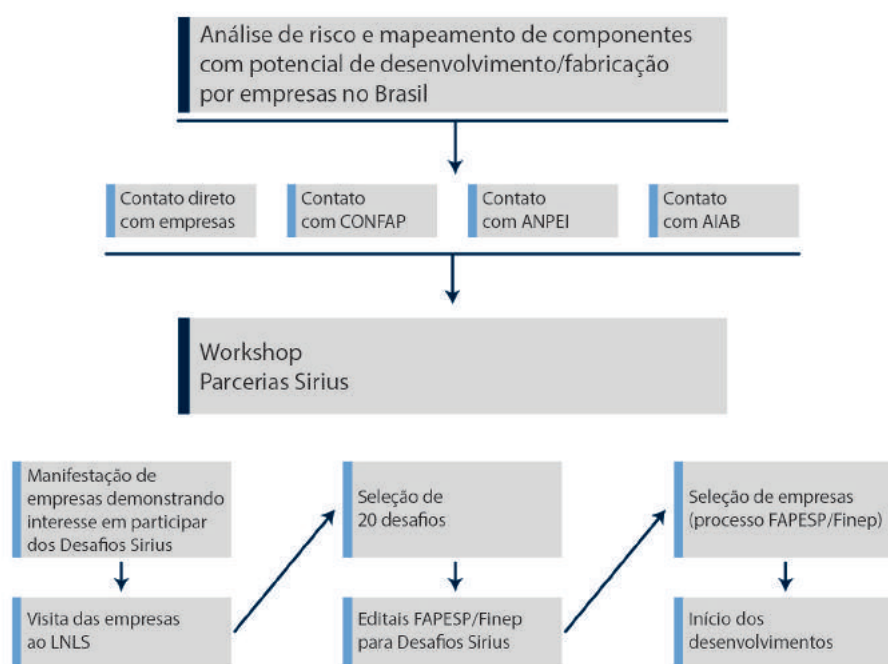 Análise de risco e mapeamento de componentes
com potencial de desenvolvimento/fabricação
por empresas no Brasil
Contato direto
com empresas
Contato
com CONFAP
Contato
com ANPEI
Contato
com AIAB
Workshop
Parcerias Sirius
Manifestação de
empresas demonstrando
interesse em participar
dos Desafios Sirius
Visita das empresas
ao LNLS
Seleção de
20 desafios
Editais FAPESP/Finep
para Desafios Sirius
Seleção de empresas
(processo FAPESP/Finep)
Início dos
desenvolvimentos